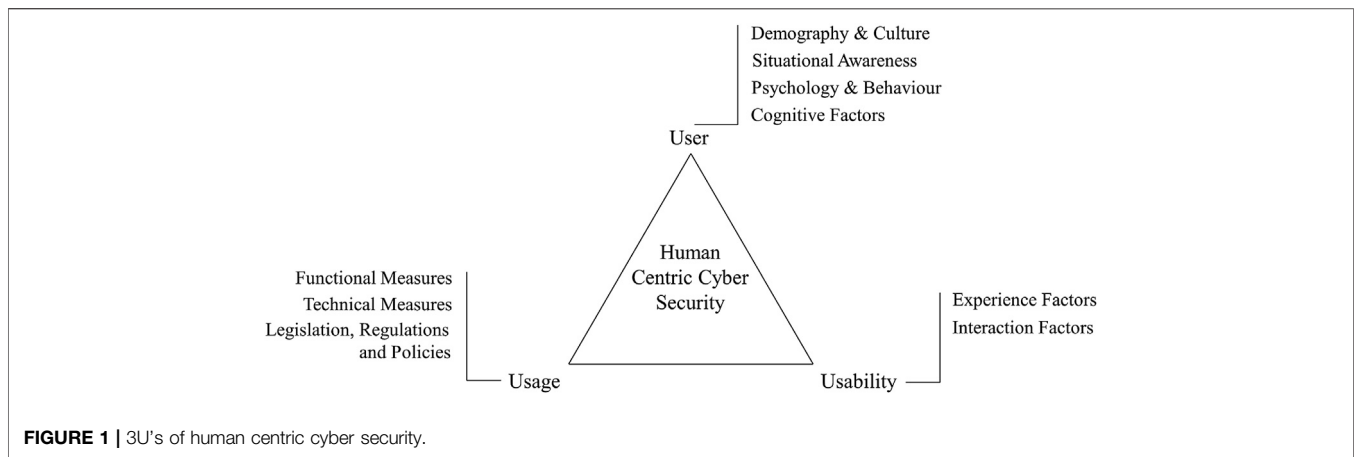 Demography & Culture
Situational Awareness
Psychology & Behaviour
Cognitive Factors
User
Human
Centric Cyber
Security
Functional Measures
Technical Measures
Legislation, Regulations
and Policies
Usage
Experience Factors
Interaction Factors
Usability
FIGURE 1 | 3U's of human centric cyber security.